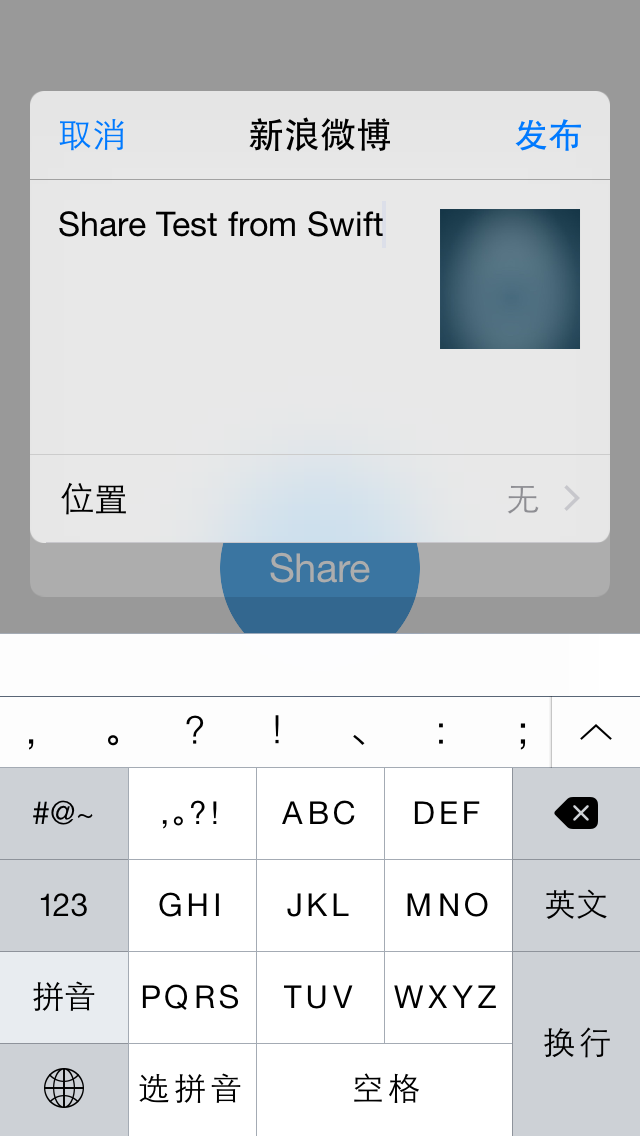 取消 新浪微博 发布
Share Test from Swift
位置 无
Share
, 。 ? ! 、 : ;
#@~ ,。?! ABC DEF
123 GHI JKL MNO 英文
拼音 PQRS TUV WXYZ
换行
选拼音 空格